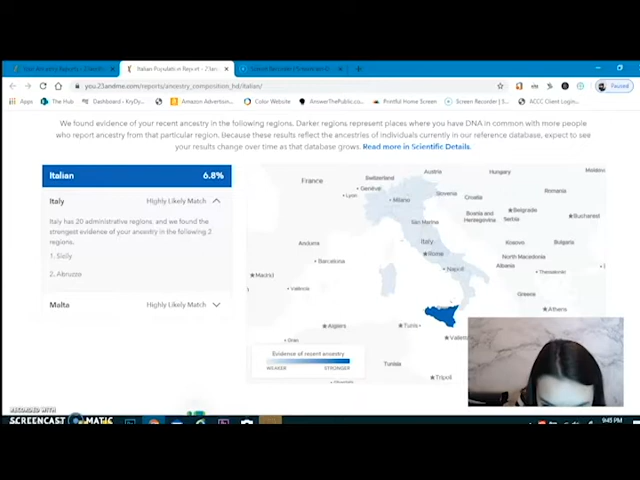 Italian Populatin Report - 23an
you.23andme.com/reports/ancestry_composition_hd/italian/
Paused
Apps
The Hub
Dashboard - KryDy...
Amazon Advertisin...
Color Website
AnswerThePublic.co...
Printful Home Screen
Screen Recorder | S...
ACCC Client Login...
We found evidence of your recent ancestry in the following regions. Darker regions represent places where you have DNA in common with more people
who report ancestry from that particular region. Because these results reflect the ancestries of individuals currently in our reference database, expect to see
your results change over time as that database grows. Read more in Scientific Details.
Italian 6.8%
Italy Highly Likely Match
Italy has 20 administrative regions, and we found the
strongest evidence of your ancestry in the following 2
regions.
1. Sicily
2. Abruzzo
Malta Highly Likely Match
France
Switzerland
Austria
Hungary
Moldov
Geneva
Slovenia
Romania
Lyon
Milano
Croatia
San Marino
Bosnia and
Herzegovina
Belgrade
Serbia
Bucharest
Andorra
Italy
Kosovo
Bulgaria
Rome
Barcelona
North Macedonia
Madrid
Napoli
Albania
Thessaloniki
Valencia
Greece
Athens
Oran
Algiers
Tunis
Vallett
Evidence of recent ancestry
WEAKER STRONGER
Tunisia
Tripoli
RECORDED WITH
SCREENCAST MATIC
9:45 PM